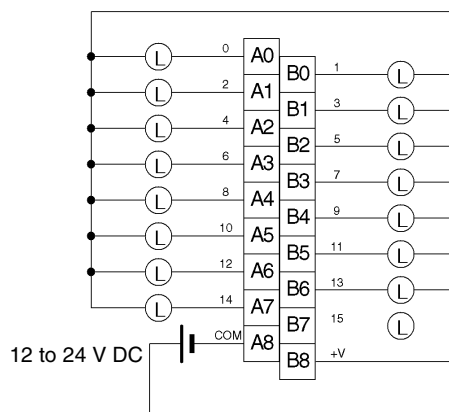 L 0 A0
B0 1 L
L 2 A1
B1 3 L
L 4 A2
B2 5 L
L 6 A3
B3 7 L
L 8 A4
B4 9 L
L 10 A5
B5 11 L
L 12 A6
B6 13 L
L 14 A7
B7 15 L
COM A8
12 to 24 V DC
B8 +V